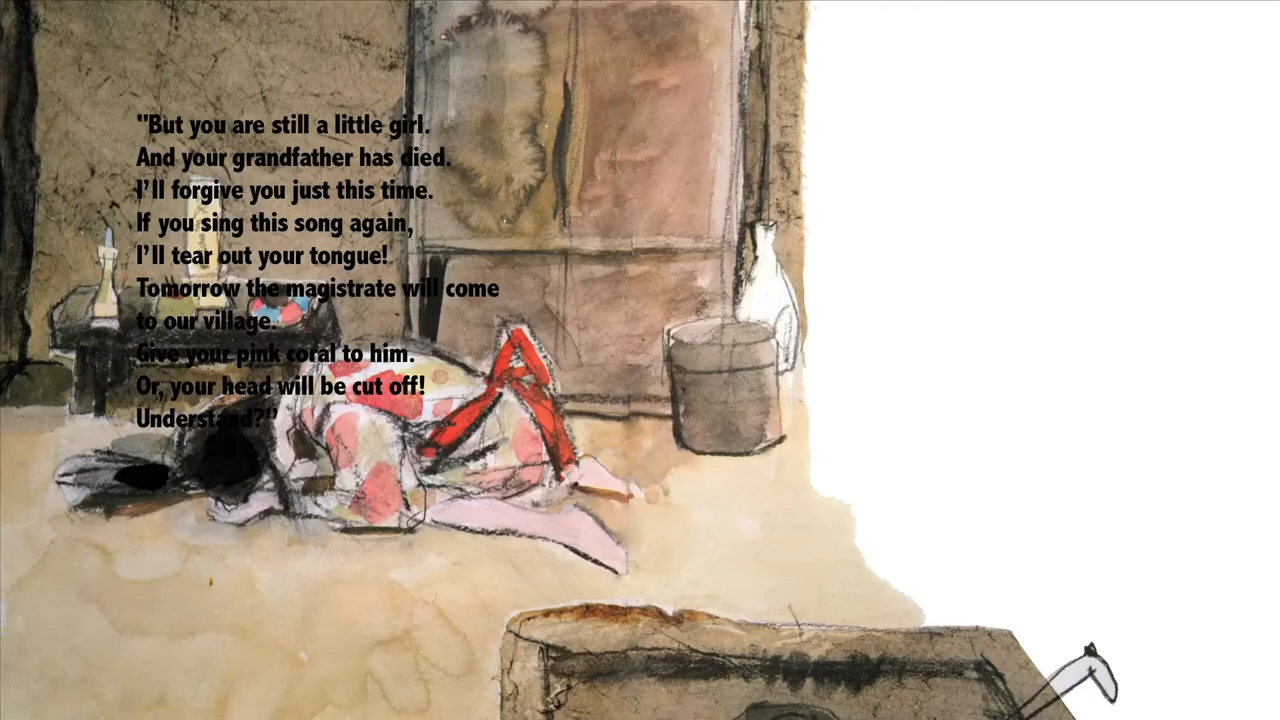 "But you are still a little girl.
And your grandfather has died.
I’ll forgive you just this time.
If you sing this song again,
I’ll tear out your tongue!
Tomorrow the magistrate will come
to our village.
Give your pink coral to him.
Or, your head will be cut off!
Understand?”